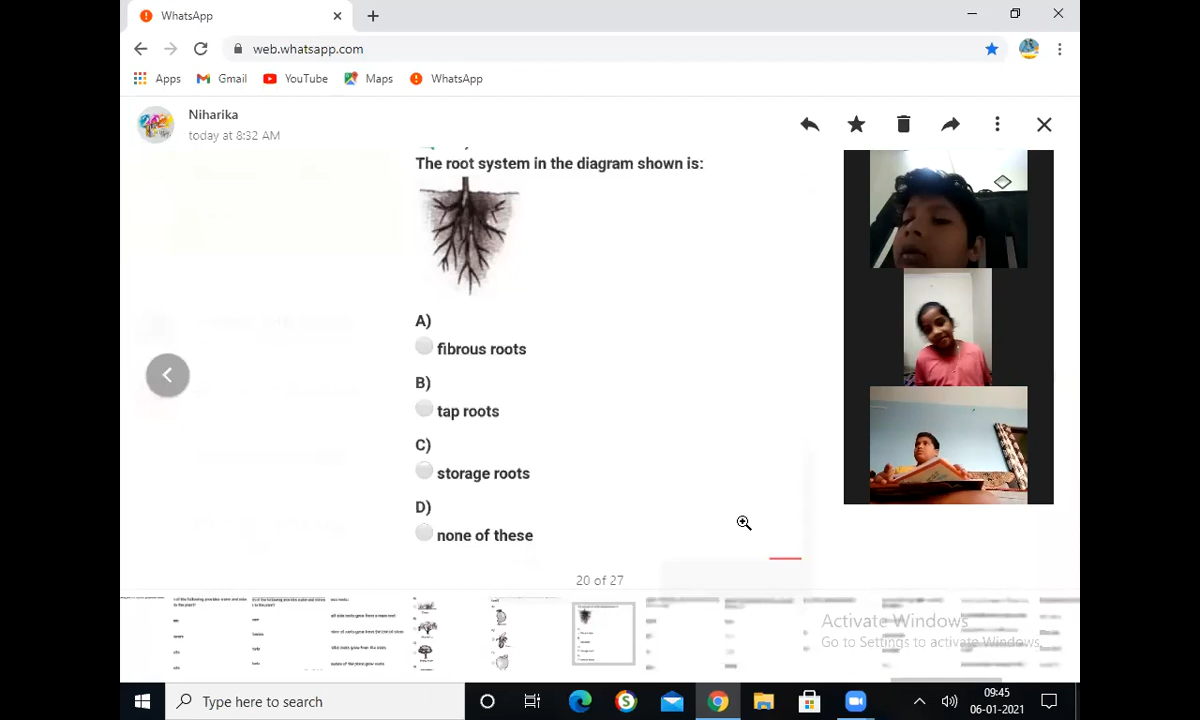 WhatsApp
web.whatsapp.com
Apps
Gmail
YouTube
Maps
WhatsApp
Niharika
today at 8:32 AM
The root system in the diagram shown is:
A)
fibrous roots
B)
tap roots
C)
storage roots
D)
none of these
20 of 27
Activate Windows
Go to Settings to activate Windows.
Type here to search
09:45
06-01-2021